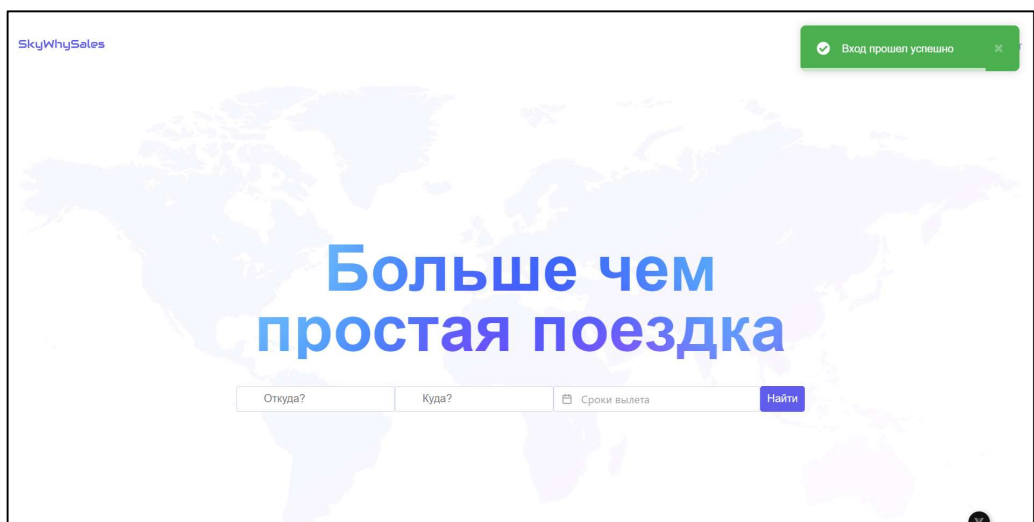 SkyWhySales
Вход прошел успешно
Больше чем
простая поездка
Откуда?
Куда?
Сроки вылета
Найти